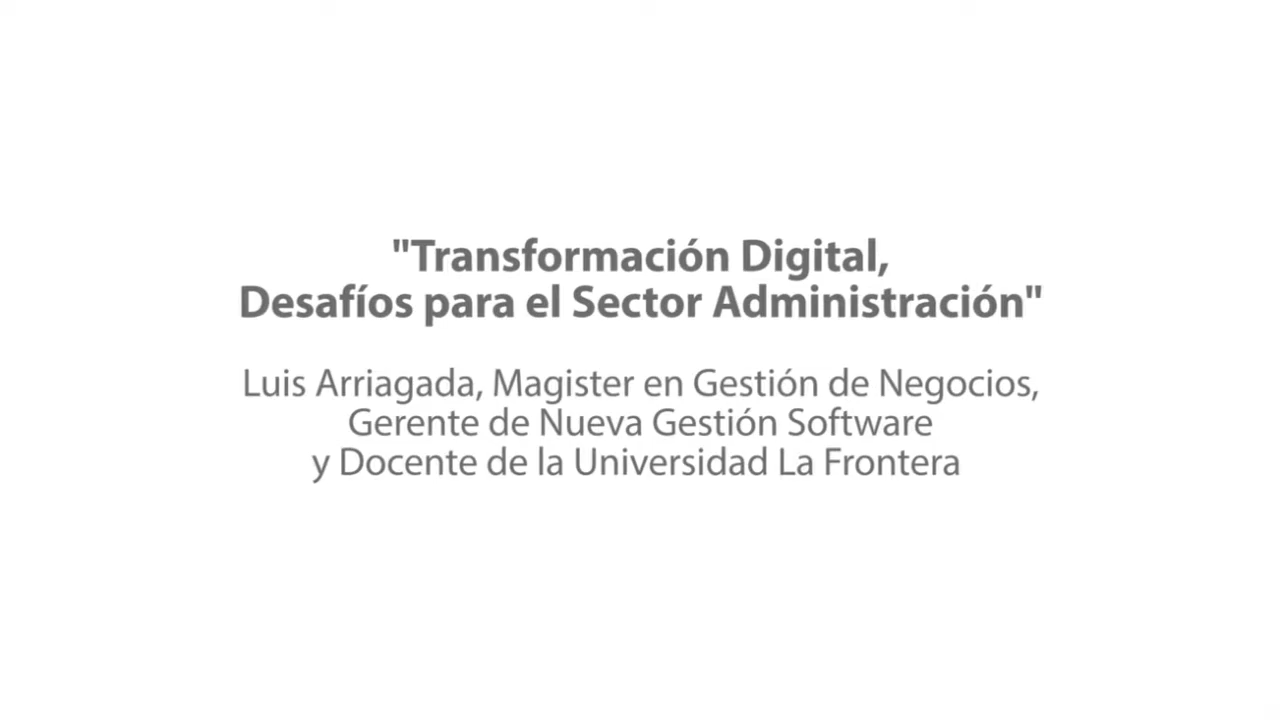 "Transformación Digital,
Desafíos para el Sector Administración"
Luis Arriagada, Magister en Gestión de Negocios,
Gerente de Nueva Gestión Software
y Docente de la Universidad La Frontera